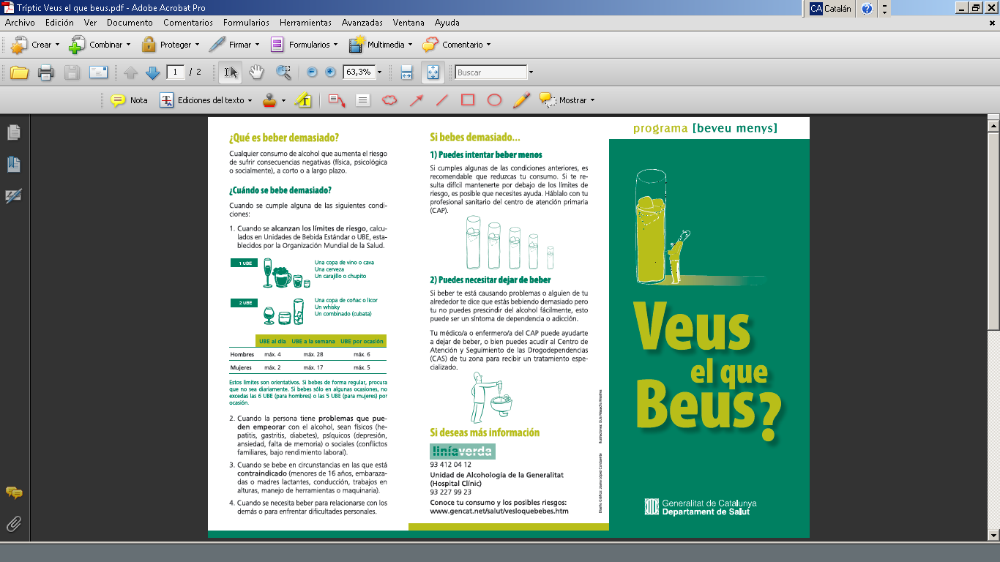 Tríptic Veus el que beus.pdf - Adobe Acrobat Pro
CA Catalán
Archivo Edición Ver Documento Comentarios Formularios Herramientas Avanzadas Ventana Ayuda
Crear Combinar Proteger Firmar Formularios Multimedia Comentario
1 / 2 63,3% Buscar
Nota Ediciones del texto Mostrar
¿Qué es beber demasiado?
Cualquier consumo de alcohol que aumenta el riesgo
de sufrir consecuencias negativas (física, psicológica
o socialmente), a corto o a largo plazo.
¿Cuándo se bebe demasiado?
Cuando se cumple alguna de las siguientes condi-
ciones:
1. Cuando se alcanzan los límites de riesgo, calcu-
lados en Unidades de Bebida Estándar o UBE, esta-
blecidos por la Organización Mundial de la Salud.
1 UBE
Una copa de vino o cava
Una cerveza
Un carajillo o chupito
2 UBE
Una copa de coñac o licor
Un whisky
Un combinado (cubata)
UBE al día UBE a la semana UBE por ocasión
Hombres máx. 4 máx. 28 máx. 6
Mujeres máx. 2 máx. 17 máx. 5
Estos límites son orientativos. Si bebes de forma regular, procura
que no sea diariamente. Si bebes sólo en algunas ocasiones, no
excedas las 6 UBE (para hombres) o las 5 UBE (para mujeres) por
ocasión.
2. Cuando la persona tiene problemas que pue-
den empeorar con el alcohol, sean físicos (he-
patitis, gastritis, diabetes), psíquicos (depresión,
ansiedad, falta de memoria) o sociales (conflictos
familiares, bajo rendimiento laboral).
3. Cuando se bebe en circunstancias en las que está
contraindicado (menores de 16 años, embaraza-
das o madres lactantes, conducción, trabajos en
alturas, manejo de herramientas o maquinaria).
4. Cuando se necesita beber para relacionarse con los
demás o para enfrentar dificultades personales.
Si bebes demasiado...
1) Puedes intentar beber menos
Si cumples algunas de las condiciones anteriores, es
recomendable que reduzcas tu consumo. Si te re-
sulta difícil mantenerte por debajo de los límites de
riesgo, es posible que necesites ayuda. Háblalo con tu
profesional sanitario del centro de atención primaria
(CAP).
2) Puedes necesitar dejar de beber
Si beber te está causando problemas o alguien de tu
alrededor te dice que estás bebiendo demasiado pero
tu no puedes prescindir del alcohol fácilmente, esto
puede ser un síntoma de dependencia o adicción.
Tu médico/a o enfermero/a del CAP puede ayudarte
a dejar de beber, o bien puedes acudir al Centro de
Atención y Seguimiento de las Drogodependencias
(CAS) de tu zona para recibir un tratamiento espe-
cializado.
Si deseas más información
líniaverda
93 412 04 12
Unidad de Alcohología de la Generalitat
(Hospital Clínic)
93 227 99 23
Conoce tu consumo y los posibles riesgos:
www.gencat.net/salut/vesloquebebes.htm
programa [beveu menys]
Veus
el que
Beus?
Generalitat de Catalunya
Departament de Salut